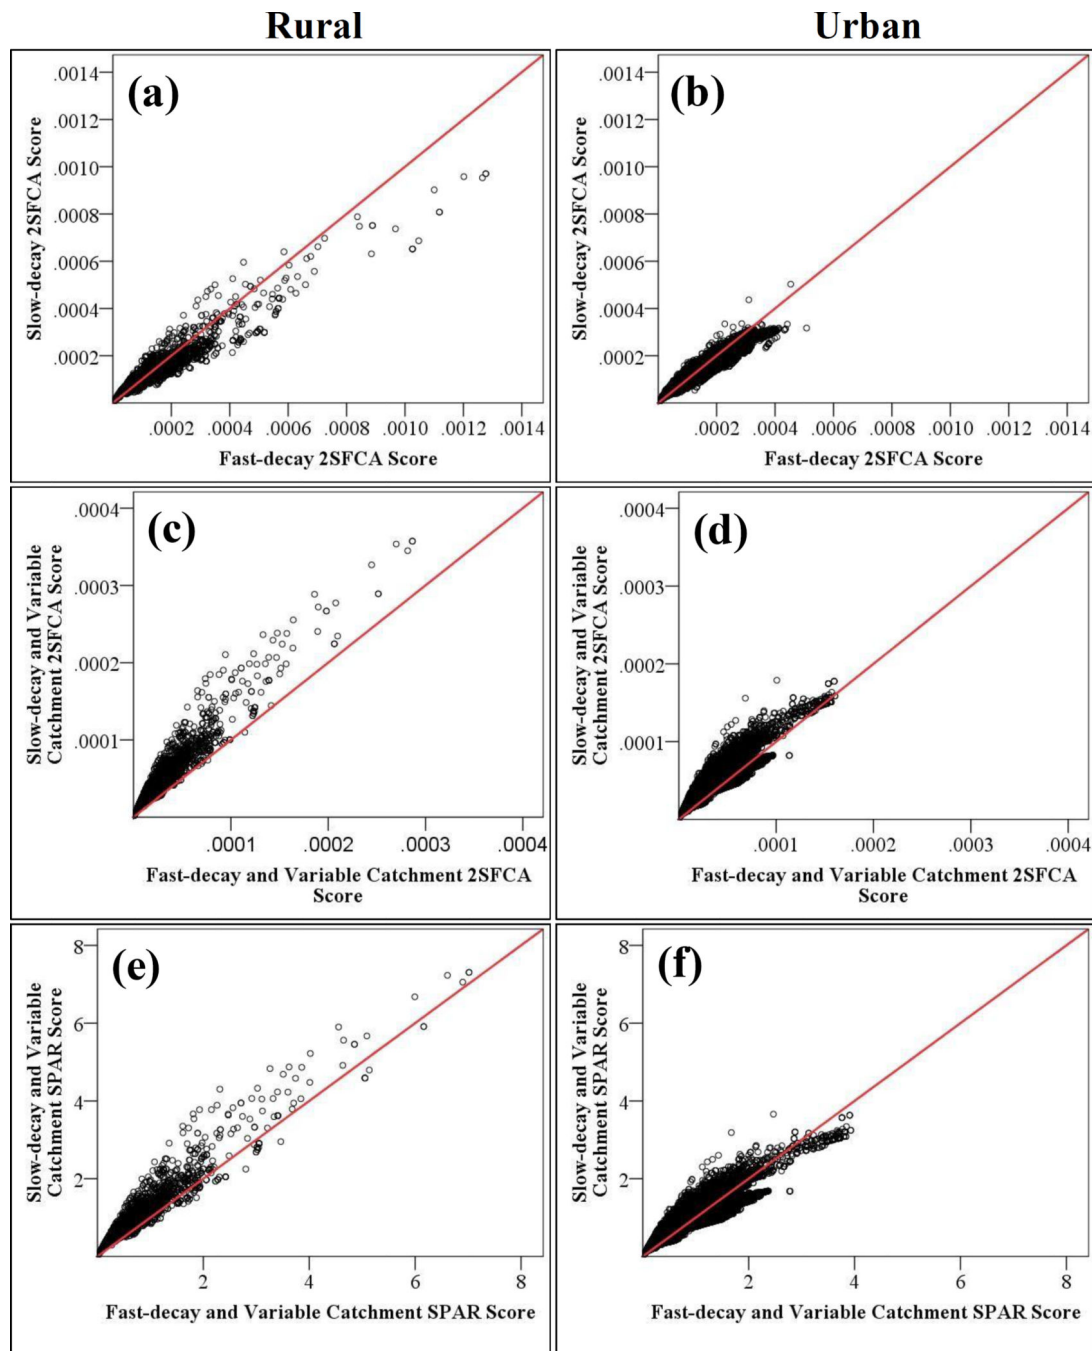 Rural
Urban
(a)
Slow-decay 2SFCA Score
.0014
.0012
.0010
.0008
.0006
.0004
.0002
.0002 .0004 .0006 .0008 .0010 .0012 .0014
Fast-decay 2SFCA Score
(b)
Slow-decay 2SFCA Score
.0014
.0012
.0010
.0008
.0006
.0004
.0002
.0002 .0004 .0006 .0008 .0010 .0012 .0014
Fast-decay 2SFCA Score
(c)
Slow-decay and Variable
Catchment 2SFCA Score
.0004
.0003
.0002
.0001
.0001 .0002 .0003 .0004
Fast-decay and Variable Catchment 2SFCA
Score
(d)
Slow-decay and Variable
Catchment 2SFCA Score
.0004
.0003
.0002
.0001
.0001 .0002 .0003 .0004
Fast-decay and Variable Catchment 2SFCA
Score
(e)
Slow-decay and Variable
Catchment SPAR Score
8
6
4
2
2 4 6 8
Fast-decay and Variable Catchment SPAR Score
(f)
Slow-decay and Variable
Catchment SPAR Score
8
6
4
2
2 4 6 8
Fast-decay and Variable Catchment SPAR Score